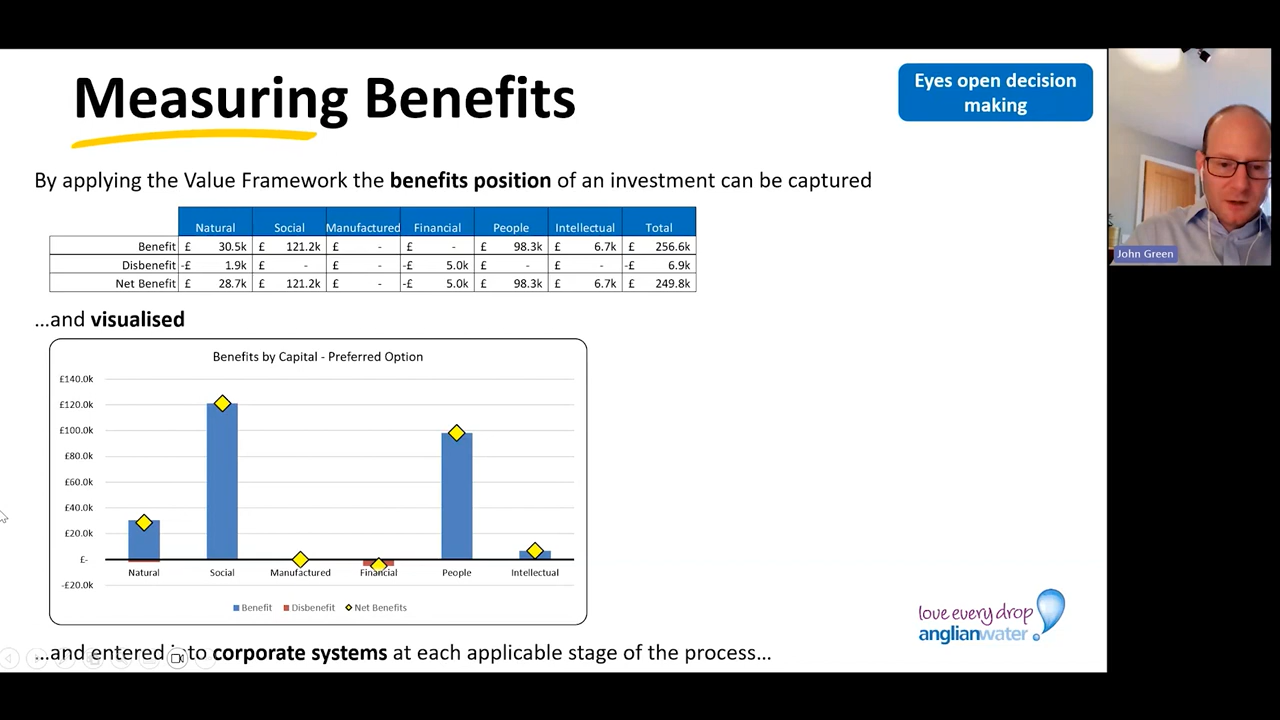 Measuring Benefits
Eyes open decision
making
By applying the Value Framework the benefits position of an investment can be captured
Natural Social Manufactured Financial People Intellectual Total
Benefit £ 30.5k £ 121.2k £ - £ - £ 98.3k £ 6.7k £ 256.6k
Disbenefit -£ 1.9k £ - £ - -£ 5.0k £ - £ - -£ 6.9k
Net Benefit £ 28.7k £ 121.2k £ - -£ 5.0k £ 98.3k £ 6.7k £ 249.8k
...and visualised
Benefits by Capital - Preferred Option
£140.0k
£120.0k
£100.0k
£80.0k
£60.0k
£40.0k
£20.0k
£-
-£20.0k
Natural Social Manufactured Financial People Intellectual
Benefit Disbenefit Net Benefits
...and entered into corporate systems at each applicable stage of the process...
love every drop
anglianwater
John Green